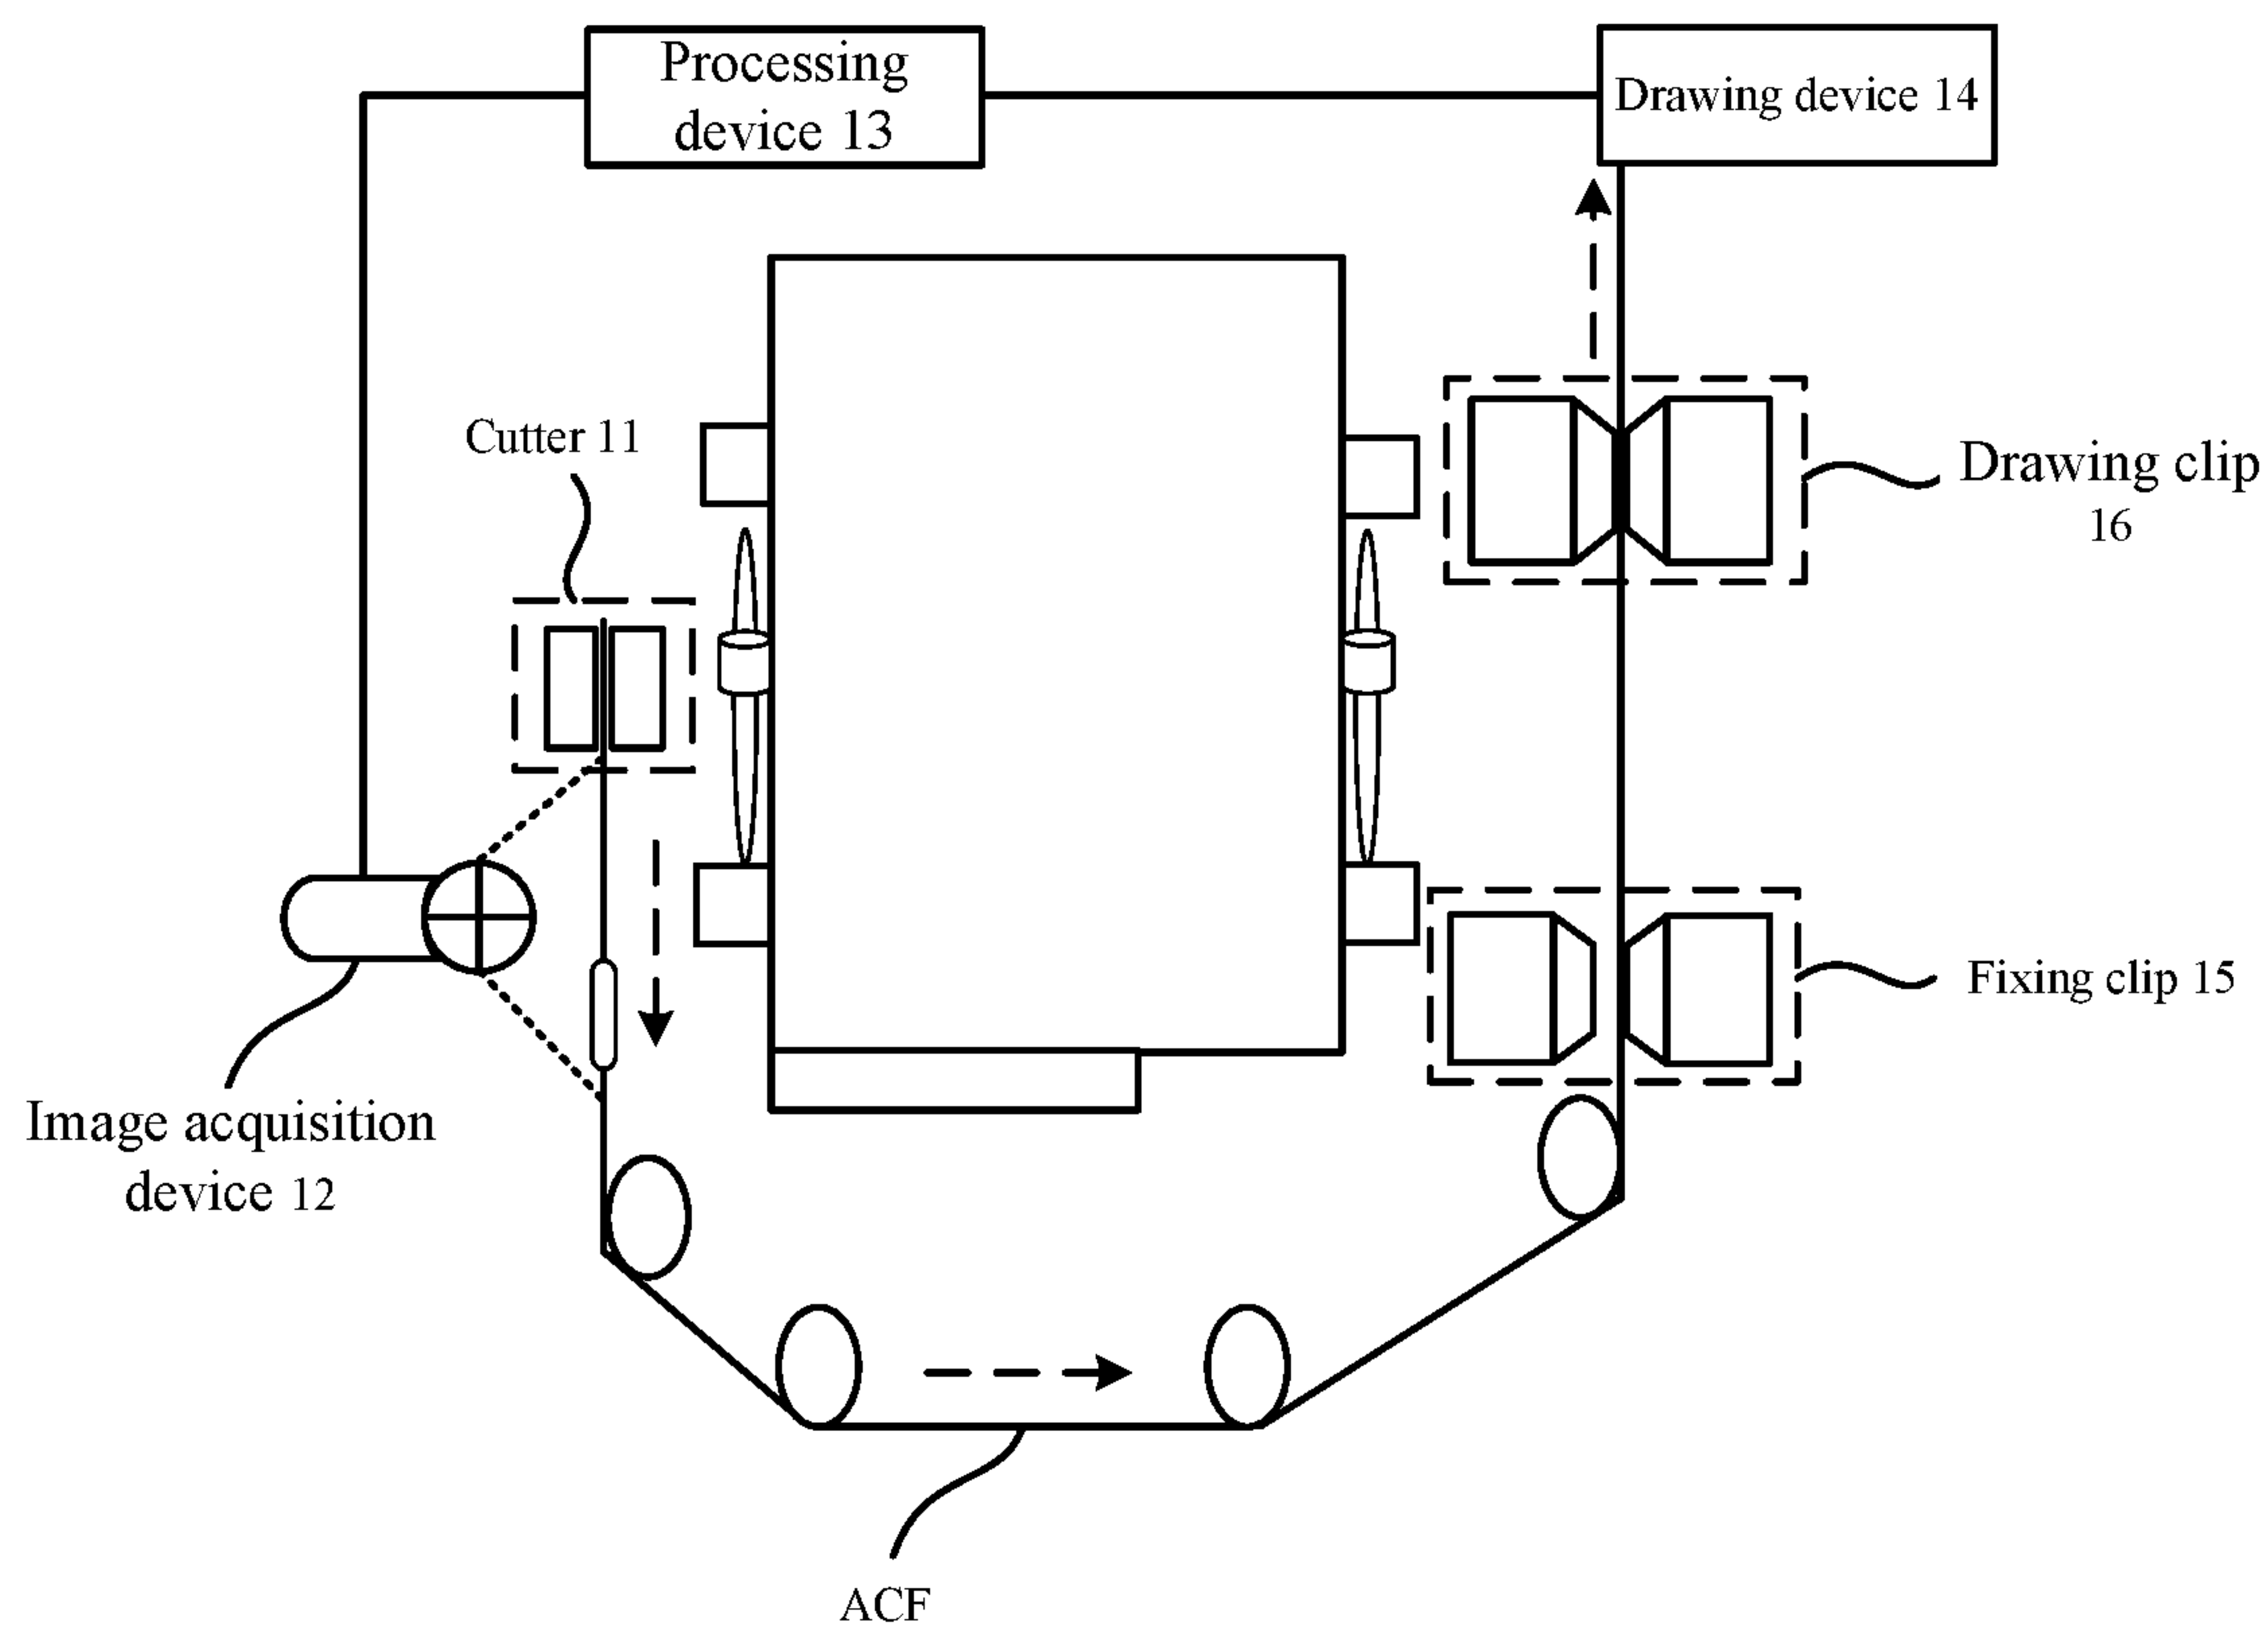 Processing
device 13
Drawing device 14
Cutter 11
Drawing clip
16
Fixing clip 15
Image acquisition
device 12
ACF